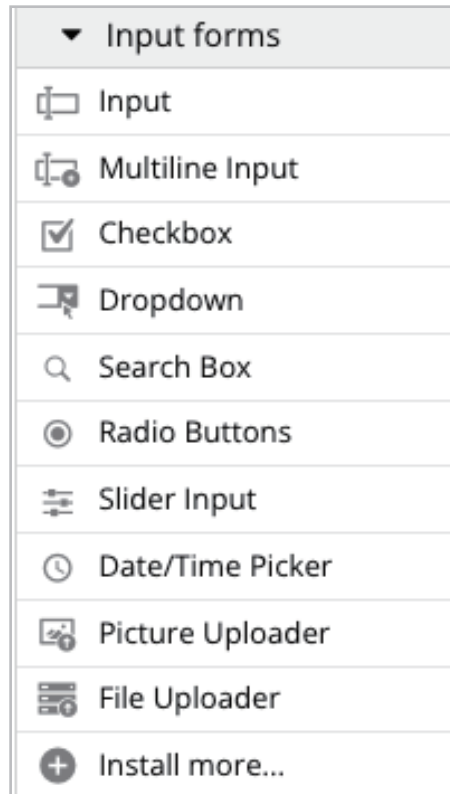 Input forms
Input
Multiline Input
Checkbox
Dropdown
Search Box
Radio Buttons
Slider Input
Date/Time Picker
Picture Uploader
File Uploader
Install more...